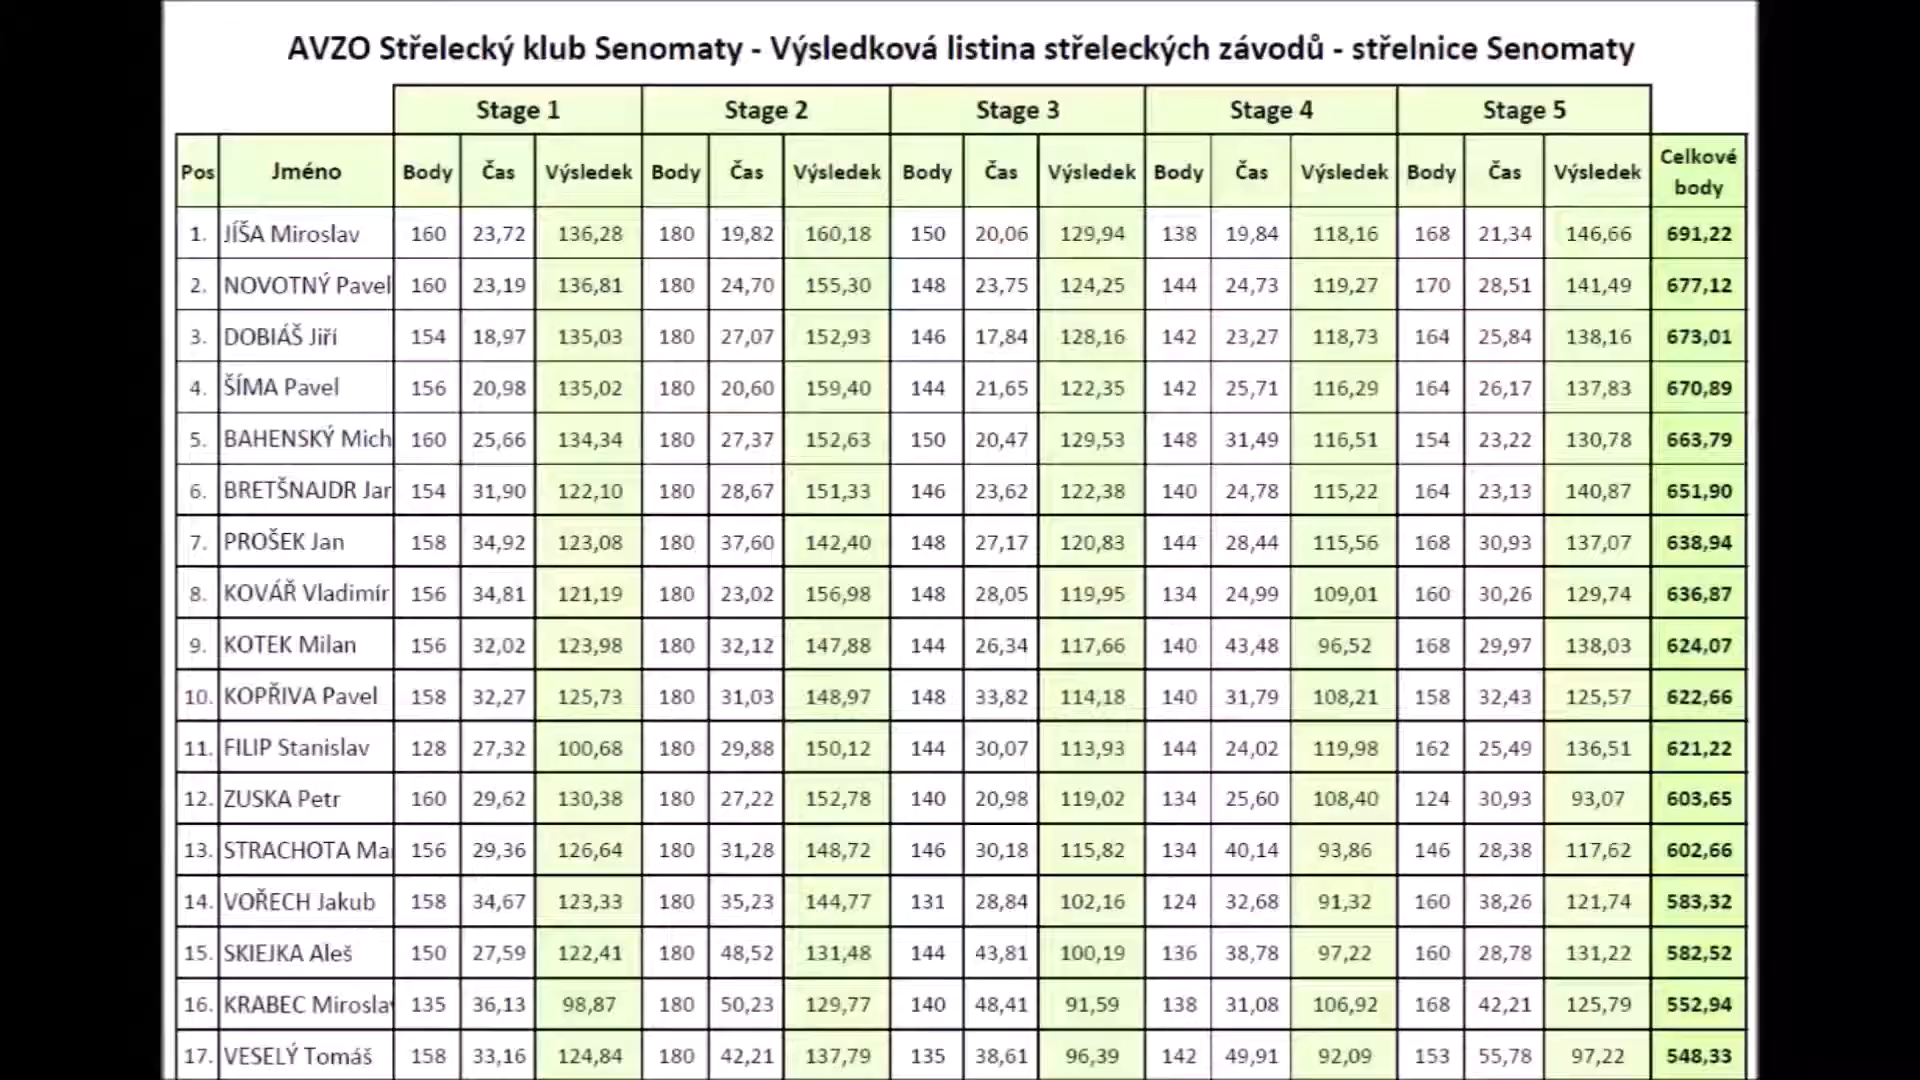 AVZO Střelecký klub Senomaty - Výsledková listina střeleckých závodů - střelnice Senomaty
Stage 1 Stage 2 Stage 3 Stage 4 Stage 5
Pos Jméno Body Čas Výsledek Body Čas Výsledek Body Čas Výsledek Body Čas Výsledek Body Čas Výsledek Celkové body
1. JÍŠA Miroslav 160 23,72 136,28 180 19,82 160,18 150 20,06 129,94 138 19,84 118,16 168 21,34 146,66 691,22
2. NOVOTNÝ Pavel 160 23,19 136,81 180 24,70 155,30 148 23,75 124,25 144 24,73 119,27 170 28,51 141,49 677,12
3. DOBIÁŠ Jiří 154 18,97 135,03 180 27,07 152,93 146 17,84 128,16 142 23,27 118,73 164 25,84 138,16 673,01
4. ŠÍMA Pavel 156 20,98 135,02 180 20,60 159,40 144 21,65 122,35 142 25,71 116,29 164 26,17 137,83 670,89
5. BAHENSKÝ Mich 160 25,66 134,34 180 27,37 152,63 150 20,47 129,53 148 31,49 116,51 154 23,22 130,78 663,79
6. BRETŠNAJDR Jar 154 31,90 122,10 180 28,67 151,33 146 23,62 122,38 140 24,78 115,22 164 23,13 140,87 651,90
7. PROŠEK Jan 158 34,92 123,08 180 37,60 142,40 148 27,17 120,83 144 28,44 115,56 168 30,93 137,07 638,94
8. KOVÁŘ Vladimír 156 34,81 121,19 180 23,02 156,98 148 28,05 119,95 134 24,99 109,01 160 30,26 129,74 636,87
9. KOTEK Milan 156 32,02 123,98 180 32,12 147,88 144 26,34 117,66 140 43,48 96,52 168 29,97 138,03 624,07
10. KOPŘIVA Pavel 158 32,27 125,73 180 31,03 148,97 148 33,82 114,18 140 31,79 108,21 158 32,43 125,57 622,66
11. FILIP Stanislav 128 27,32 100,68 180 29,88 150,12 144 30,07 113,93 144 24,02 119,98 162 25,49 136,51 621,22
12. ZUSKA Petr 160 29,62 130,38 180 27,22 152,78 140 20,98 119,02 134 25,60 108,40 124 30,93 93,07 603,65
13. STRACHOTA Mar 156 29,36 126,64 180 31,28 148,72 146 30,18 115,82 134 40,14 93,86 146 28,38 117,62 602,66
14. VOŘECH Jakub 158 34,67 123,33 180 35,23 144,77 131 28,84 102,16 124 32,68 91,32 160 38,26 121,74 583,32
15. SKIEJKA Aleš 150 27,59 122,41 180 48,52 131,48 144 43,81 100,19 136 38,78 97,22 160 28,78 131,22 582,52
16. KRABEC Miroslav 135 36,13 98,87 180 50,23 129,77 140 48,41 91,59 138 31,08 106,92 168 42,21 125,79 552,94
17. VESELÝ Tomáš 158 33,16 124,84 180 42,21 137,79 135 38,61 96,39 142 49,91 92,09 153 55,78 97,22 548,33